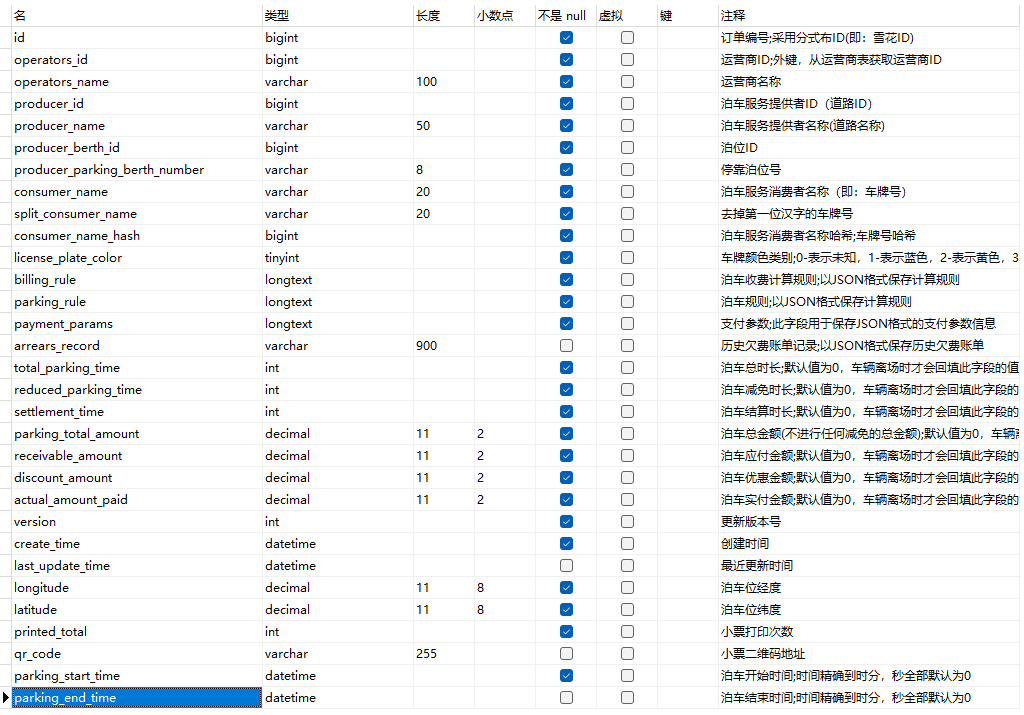 名 类型 长度 小数点 不是 null 虚拟 键 注释
id bigint 订单编号;采用分式布ID(即：雪花ID)
operators_id bigint 运营商ID;外键，从运营商表获取运营商ID
operators_name varchar 100 运营商名称
producer_id bigint 泊车服务提供者ID（道路ID）
producer_name varchar 50 泊车服务提供者名称(道路名称)
producer_berth_id bigint 泊位ID
producer_parking_berth_number varchar 8 停靠泊位号
consumer_name varchar 20 泊车服务消费者名称（即：车牌号）
split_consumer_name varchar 20 去掉第一位汉字的车牌号
consumer_name_hash bigint 泊车服务消费者名称哈希;车牌号哈希
license_plate_color tinyint 车牌颜色类别;0-表示未知，1-表示蓝色，2-表示黄色，3
billing_rule longtext 泊车收费计算规则;以JSON格式保存计算规则
parking_rule longtext 泊车规则;以JSON格式保存计算规则
payment_params longtext 支付参数;此字段用于保存JSON格式的支付参数信息
arrears_record varchar 900 历史欠费账单记录;以JSON格式保存历史欠费账单
total_parking_time int 泊车总时长;默认值为0，车辆离场时才会回填此字段的值
reduced_parking_time int 泊车减免时长;默认值为0，车辆离场时才会回填此字段的
settlement_time int 泊车结算时长;默认值为0，车辆离场时才会回填此字段的
parking_total_amount decimal 11 2 泊车总金额(不进行任何减免的总金额);默认值为0，车辆
receivable_amount decimal 11 2 泊车应付金额;默认值为0，车辆离场时才会回填此字段的
discount_amount decimal 11 2 泊车优惠金额;默认值为0，车辆离场时才会回填此字段的
actual_amount_paid decimal 11 2 泊车实付金额;默认值为0，车辆离场时才会回填此字段的
version int 更新版本号
create_time datetime 创建时间
last_update_time datetime 最近更新时间
longitude decimal 11 8 泊车位经度
latitude decimal 11 8 泊车位纬度
printed_total int 小票打印次数
qr_code varchar 255 小票二维码地址
parking_start_time datetime 泊车开始时间;时间精确到时分，秒全部默认为0
parking_end_time datetime 泊车结束时间;时间精确到时分，秒全部默认为0